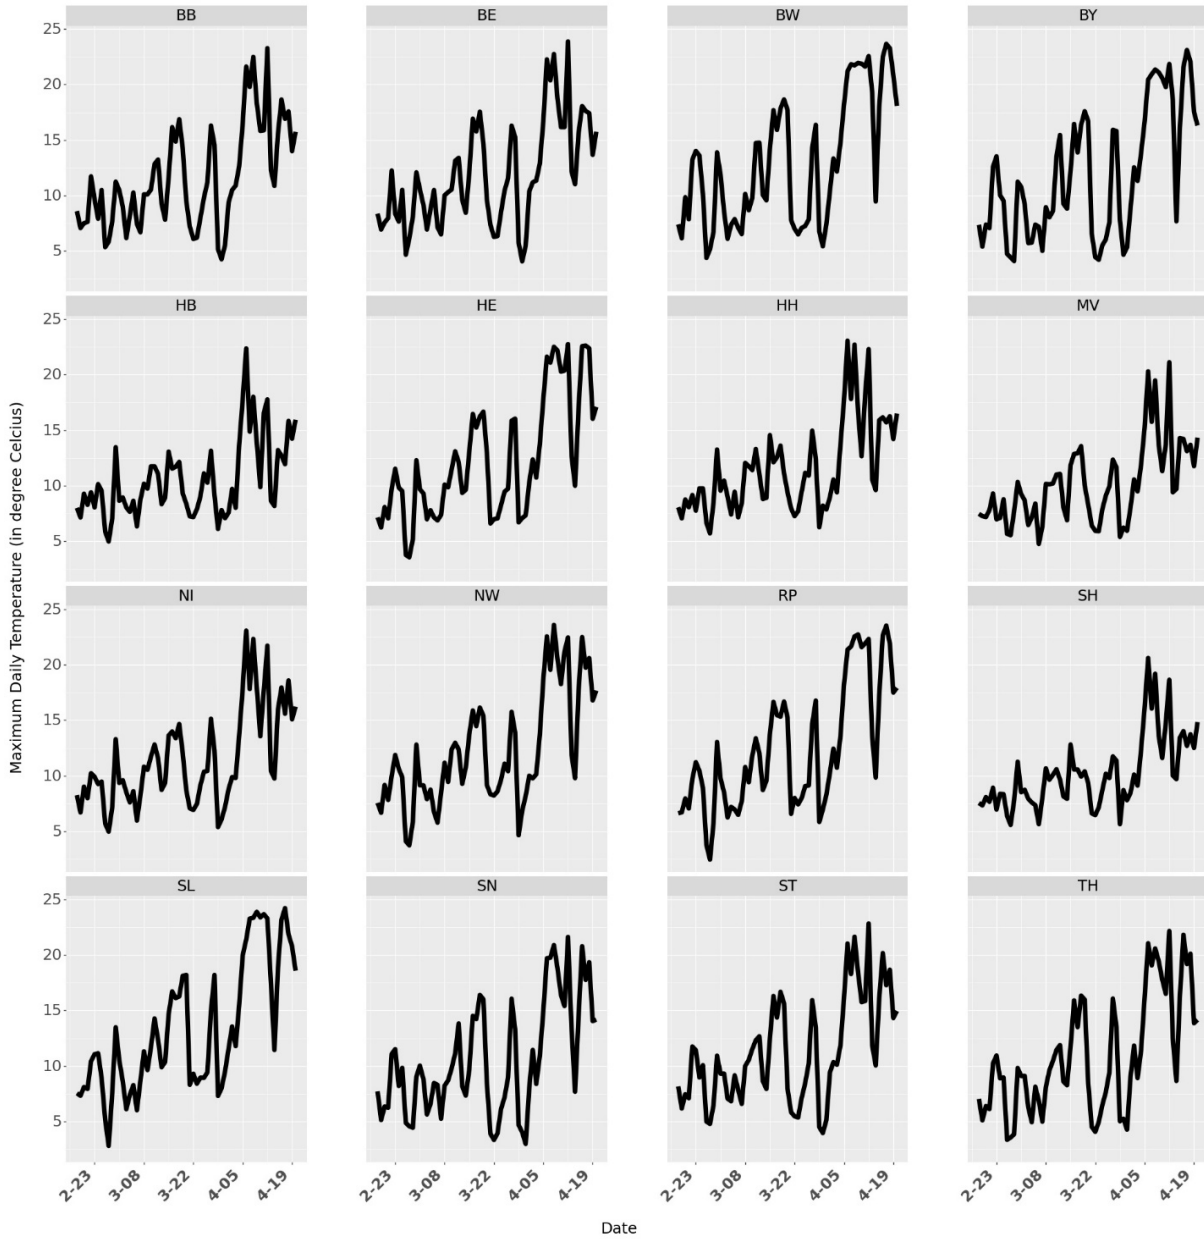 BB BE BW BY
25
20
15
10
5
HB HE HH MV
25
20
15
10
5
Maximum Daily Temperature (in degree Celcius)
NI NW RP SH
25
20
15
10
5
SL SN ST TH
25
20
15
10
5
2-23 3-08 3-22 4-05 4-19 2-23 3-08 3-22 4-05 4-19 2-23 3-08 3-22 4-05 4-19 2-23 3-08 3-22 4-05 4-19
Date